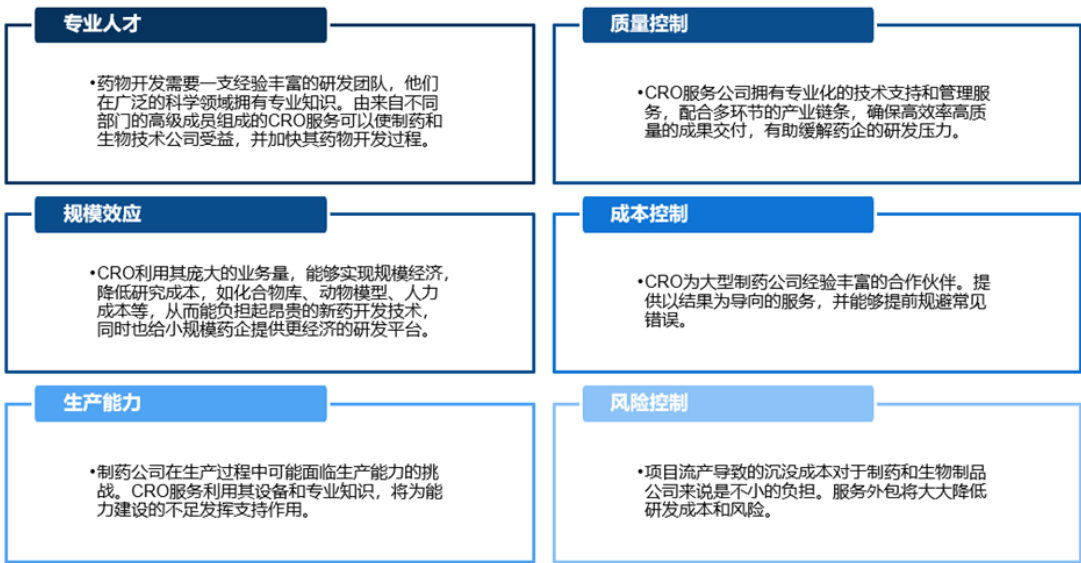 专业人才
•药物开发需要一支经验丰富的研发团队，他们
在广泛的科学领域拥有专业知识。由来自不同
部门的高级成员组成的CRO服务可以使制药和
生物技术公司受益，并加快其药物开发过程。
质量控制
•CRO服务公司拥有专业化的技术支持和管理服
务，配合多环节的产业链条，确保高效率高质
量的成果交付，有助缓解药企的研发压力。
规模效应
•CRO利用其庞大的业务量，能够实现规模经济，
降低研究成本，如化合物库、动物模型、人力
成本等，从而能负担起昂贵的新药开发技术，
同时也给小规模药企提供更经济的研发平台。
成本控制
•CRO为大型制药公司经验丰富的合作伙伴。提
供以结果为导向的服务，并能够提前规避常见
错误。
生产能力
•制药公司在生产过程中可能面临生产能力的挑
战。CRO服务利用其设备和专业知识，将为能
力建设的不足发挥支持作用。
风险控制
•项目流产导致的沉没成本对于制药和生物制品
公司来说是不小的负担。服务外包将大大降低
研发成本和风险。